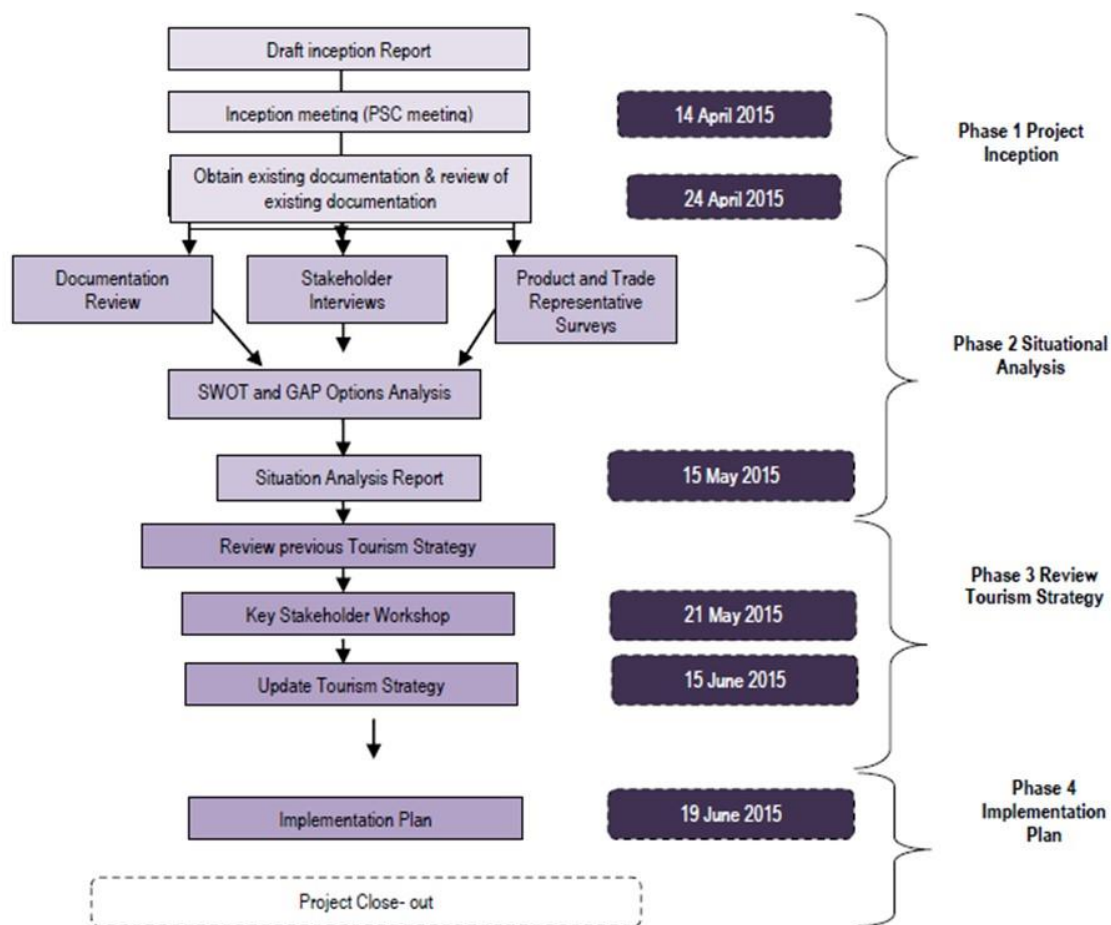 Draft inception Report
Inception meeting (PSC meeting)
14 April 2015
Phase 1 Project
Inception
Obtain existing documentation & review of
existing documentation
24 April 2015
Documentation
Review
Stakeholder
Interviews
Product and Trade
Representative
Surveys
Phase 2 Situational
Analysis
SWOT and GAP Options Analysis
Situation Analysis Report
15 May 2015
Review previous Tourism Strategy
Phase 3 Review
Tourism Strategy
Key Stakeholder Workshop
21 May 2015
Update Tourism Strategy
15 June 2015
Implementation Plan
19 June 2015
Phase 4
Implementation
Plan
Project Close- out